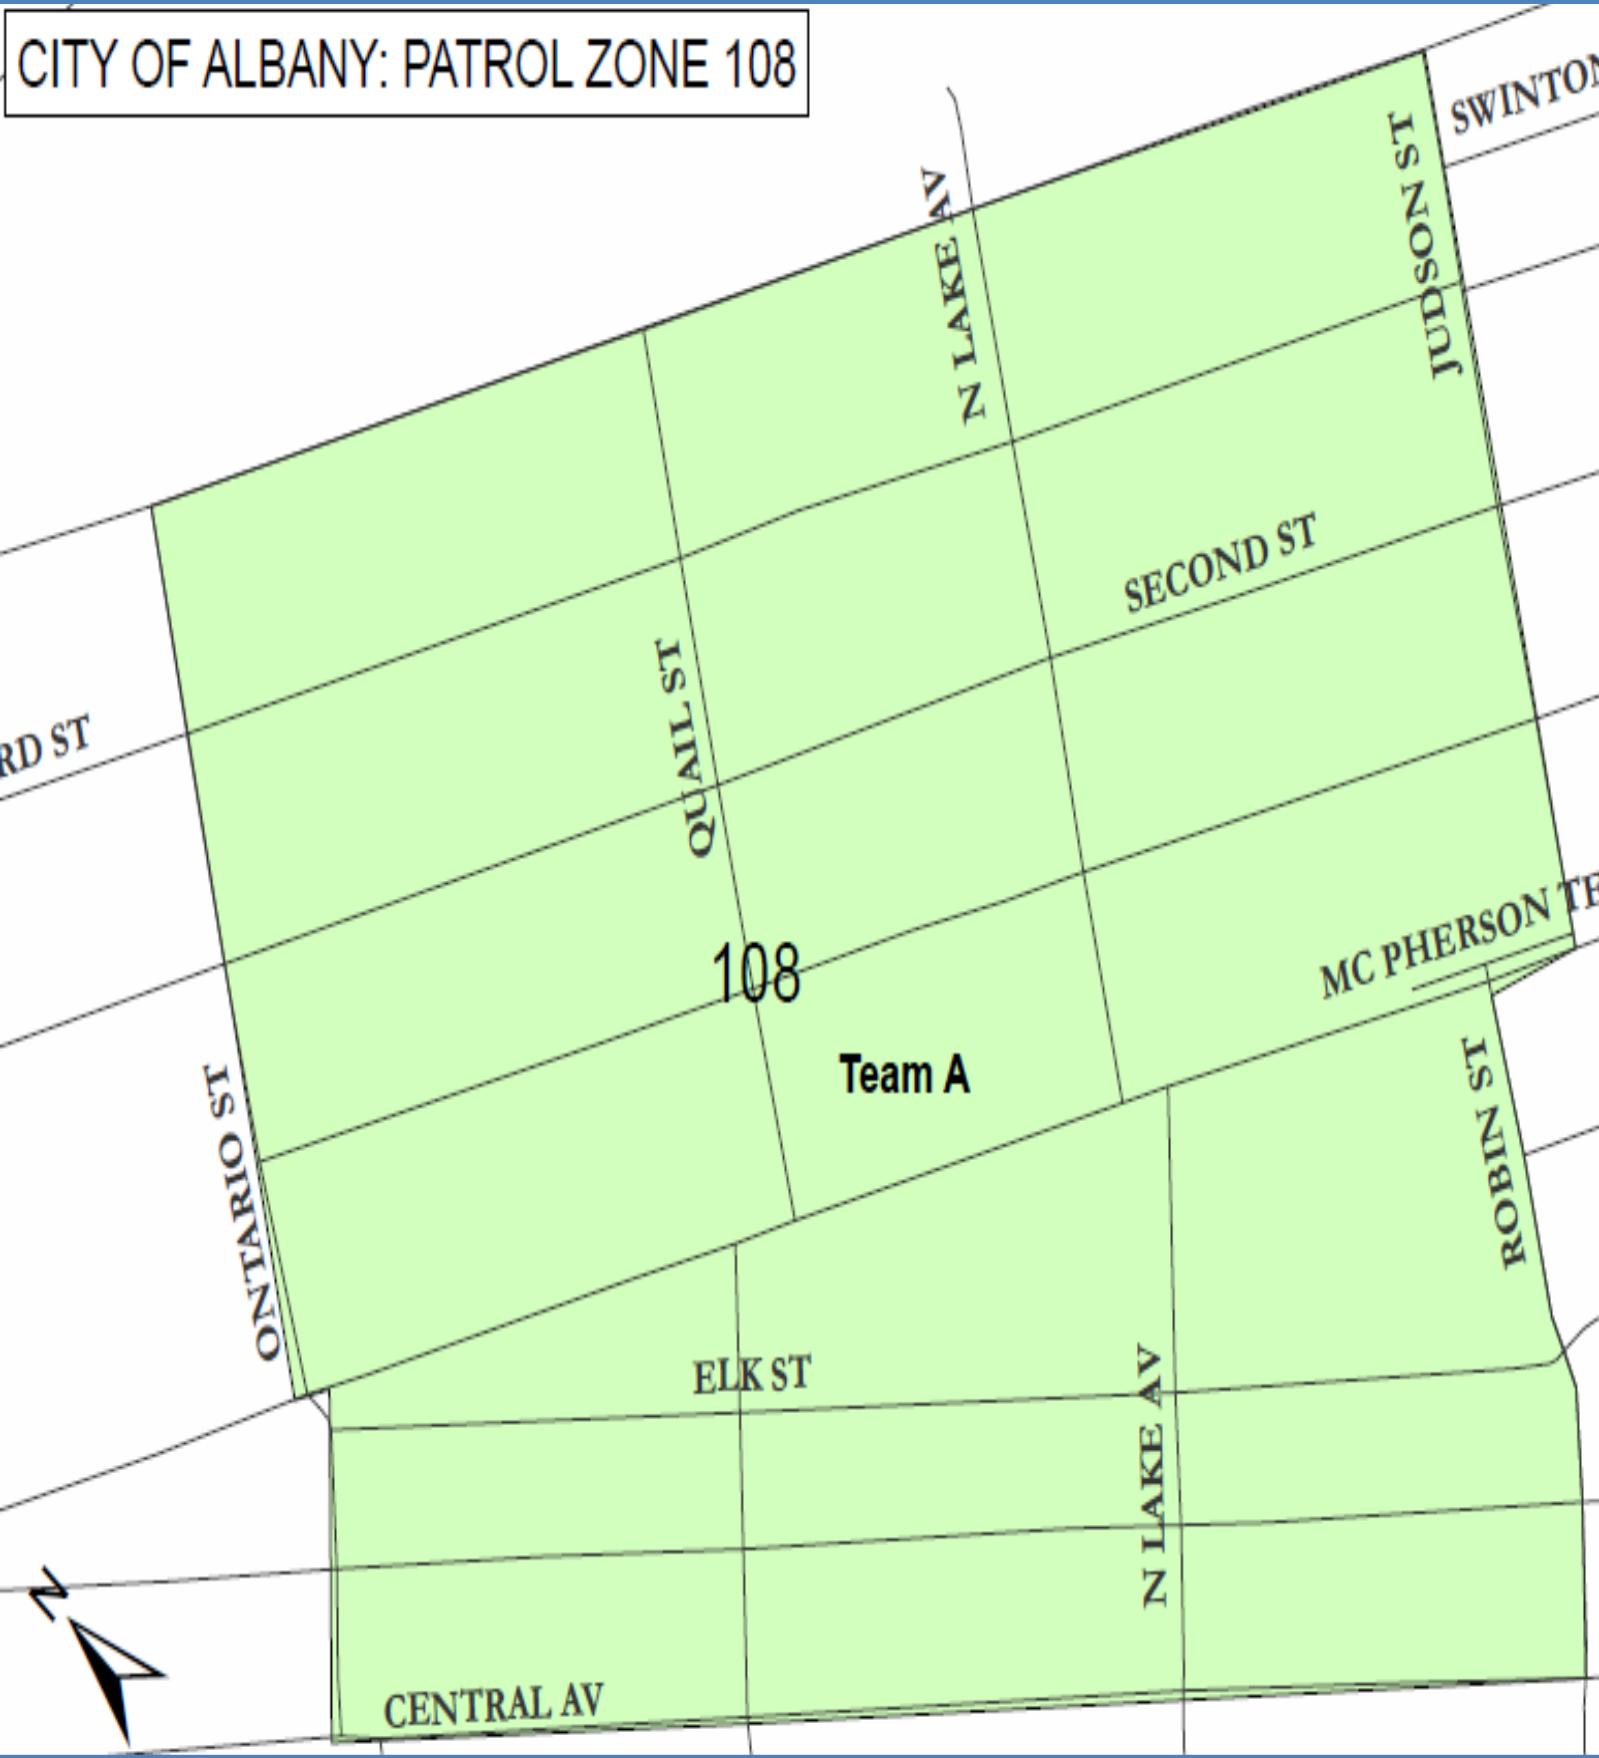 CITY OF ALBANY: PATROL ZONE 108
SWINTON
JUDSON ST
N LAKE AV
SECOND ST
QUAIL ST
RD ST
MC PHERSON TE
108
Team A
ROBIN ST
ONTARIO ST
ELK ST
N LAKE AV
N
CENTRAL AV